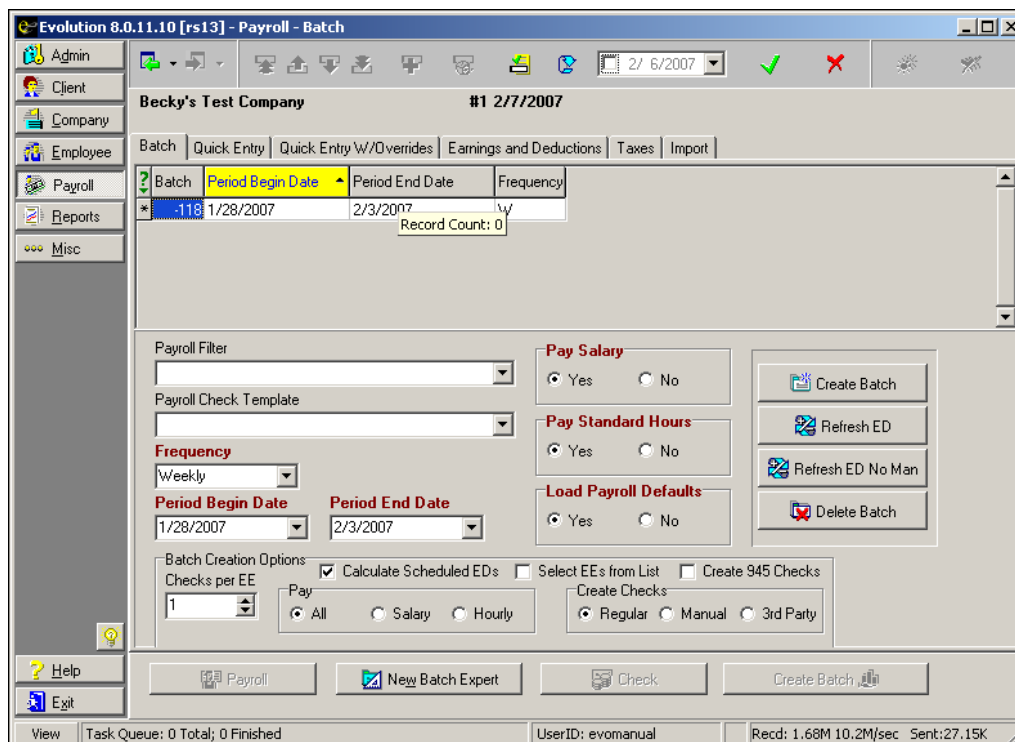 Evolution 8.0.11.10 [rs13] - Payroll - Batch
Admin
Client
Company
Employee
Payroll
Reports
Misc
2/ 6/2007
Becky's Test Company #1 2/7/2007
Batch Quick Entry Quick Entry W/Overrides Earnings and Deductions Taxes Import
? Batch Period Begin Date Period End Date Frequency
* -118 1/28/2007 2/3/2007 W
Record Count: 0
Payroll Filter
Payroll Check Template
Frequency
Weekly
Period Begin Date Period End Date
1/28/2007 2/3/2007
Pay Salary
Yes No
Pay Standard Hours
Yes No
Load Payroll Defaults
Yes No
Create Batch
Refresh ED
Refresh ED No Man
Delete Batch
Batch Creation Options
Checks per EE
1
Calculate Scheduled EDs Select EEs from List Create 945 Checks
Pay
All Salary Hourly
Create Checks
Regular Manual 3rd Party
Help
Exit
Payroll New Batch Expert Check Create Batch
View Task Queue: 0 Total; 0 Finished UserID: evomanual Recd: 1.68M 10.2M/sec Sent:27.15K